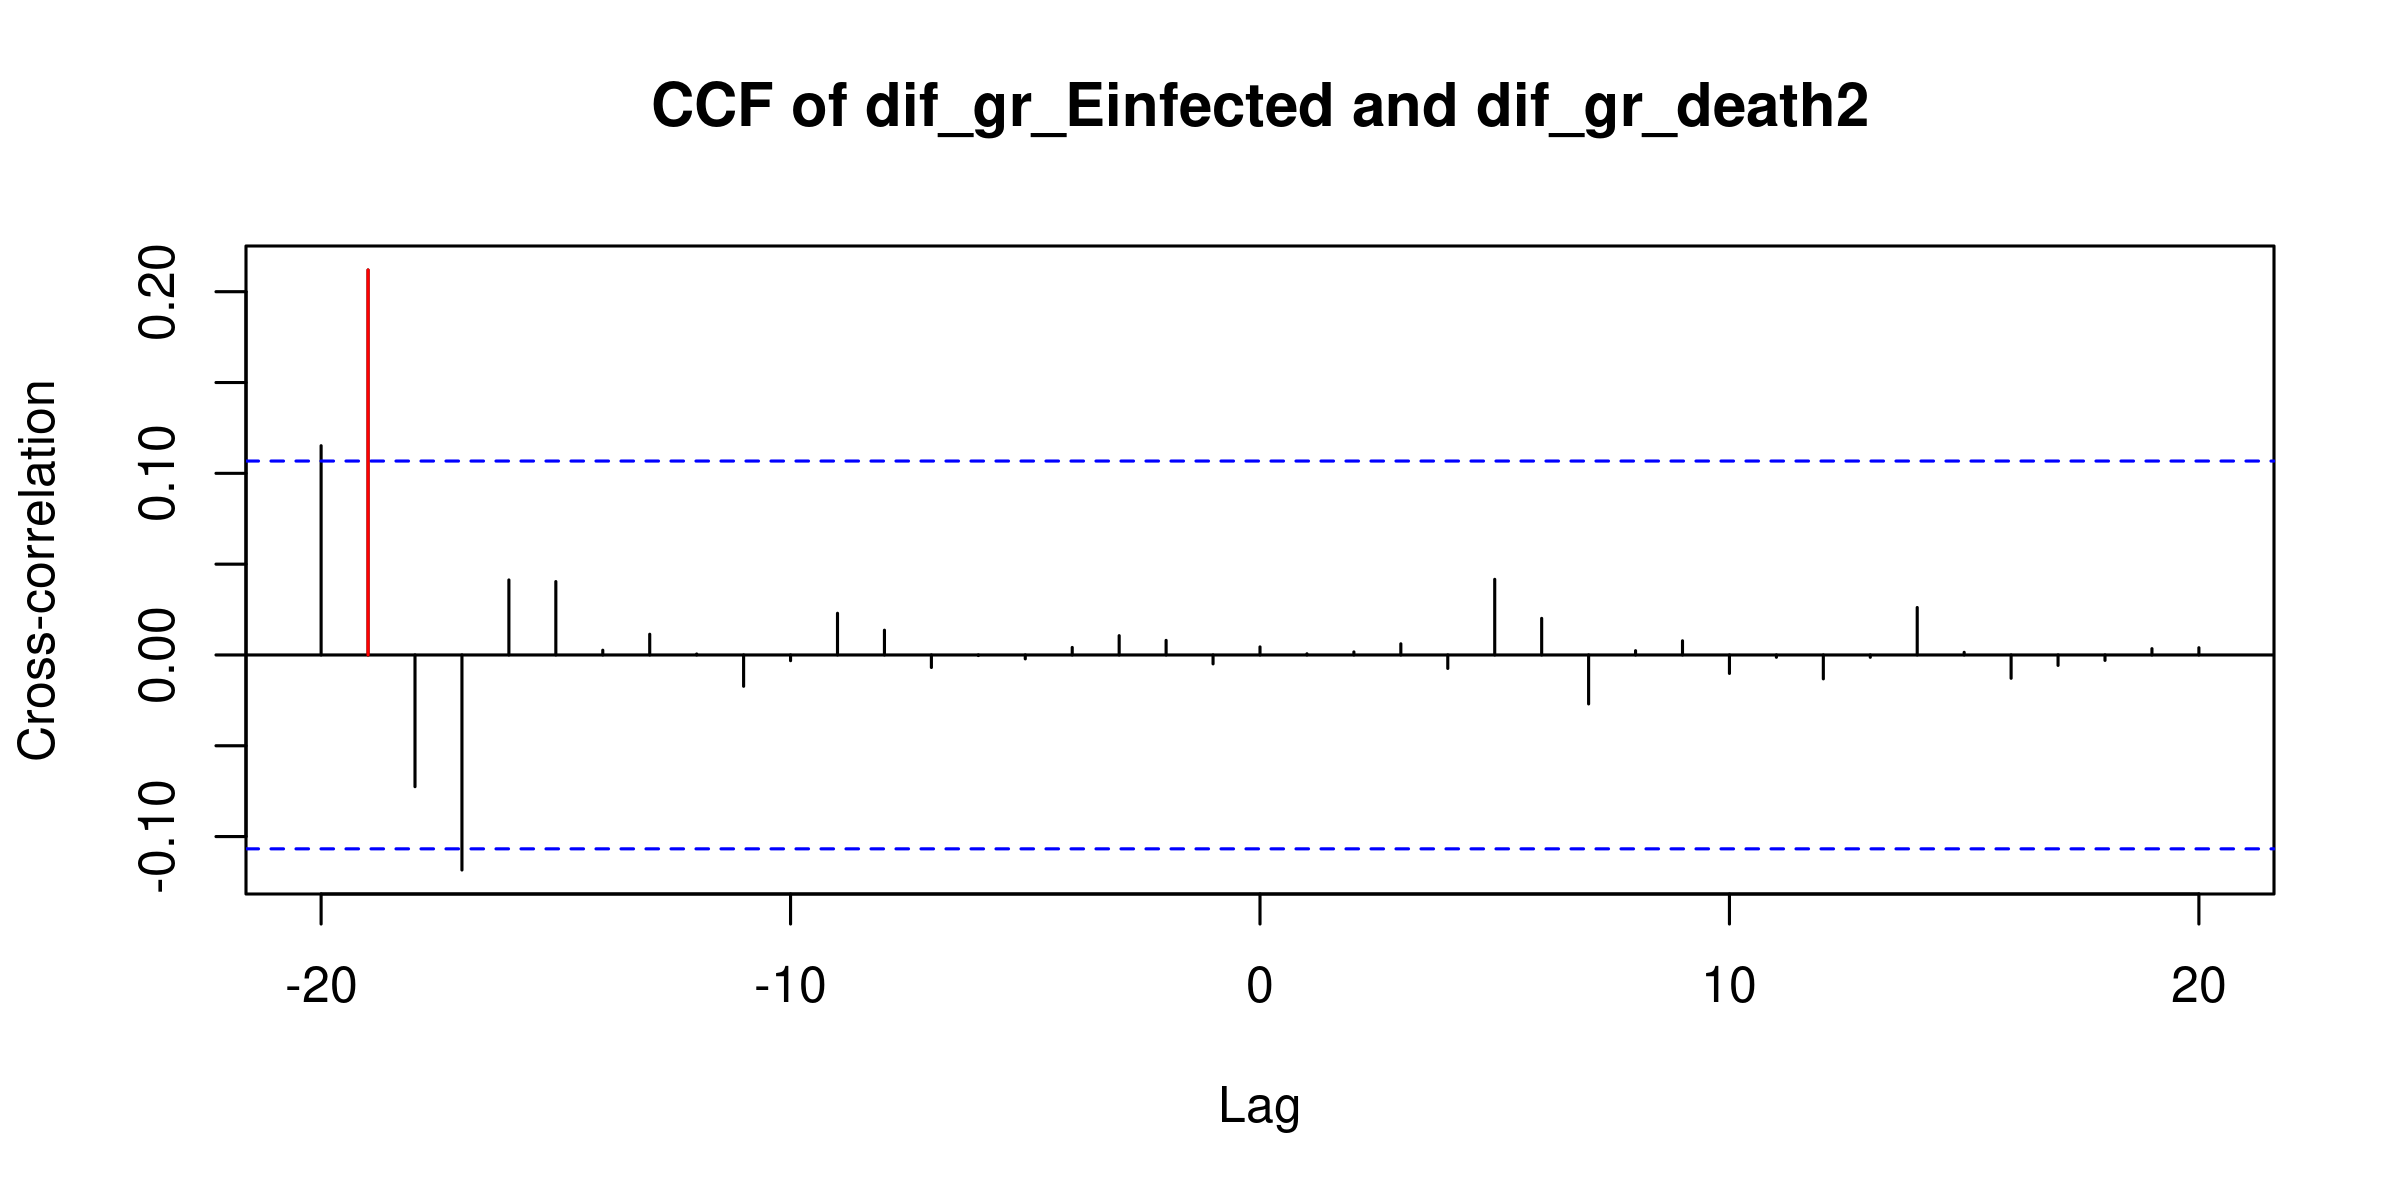 CCF of dif_gr_Einfected and dif_gr_death2
Cross-correlation
0.20
0.10
0.00
-0.10
-20 -10 0 10 20
Lag